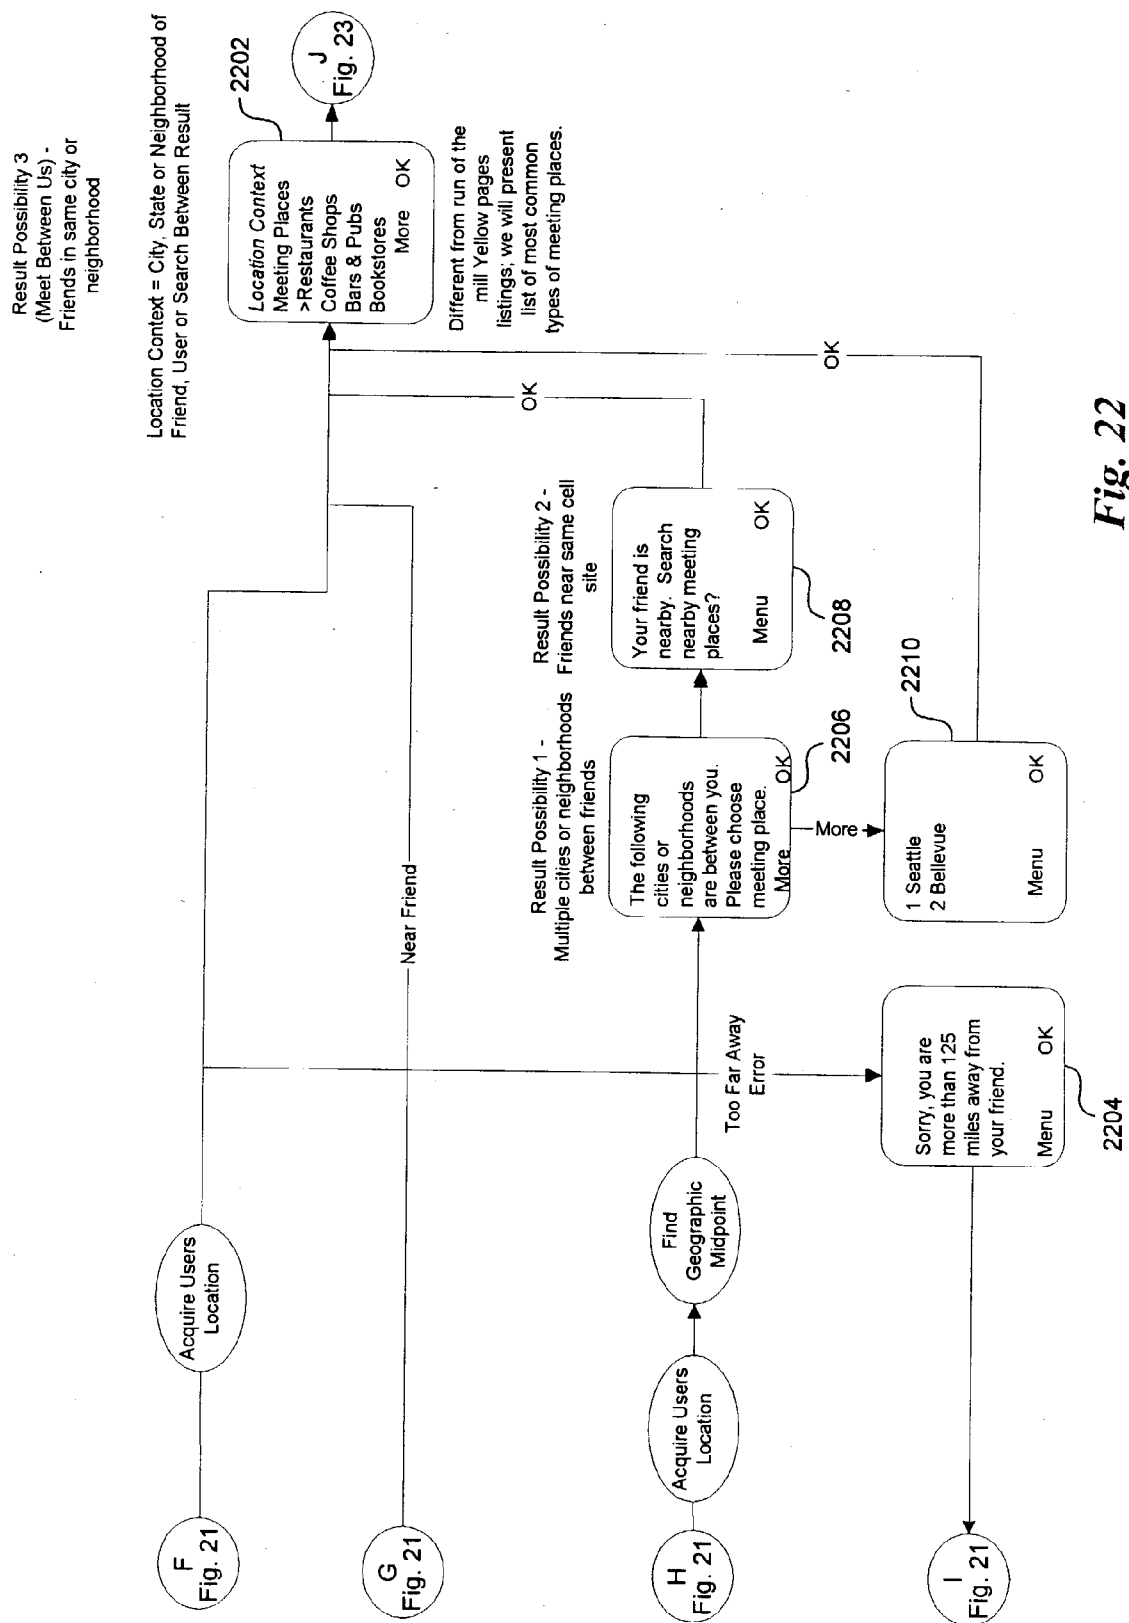 Result Possibility 3
(Meet Between Us) -
Friends in same city or
neighborhood
Location Context = City, State or Neighborhood of
Friend, User or Search Between Result
F
Fig. 21
Acquire Users
Location
2202
Location Context
Meeting Places
>Restaurants
Coffee Shops
Bars & Pubs
Bookstores
More OK
J
Fig. 23
Different from run of the
mill Yellow pages
listings; we will present
list of most common
types of meeting places.
G
Fig. 21
Near Friend
OK
OK
H
Fig. 21
Acquire Users
Location
Find
Geographic
Midpoint
Result Possibility 1 -
Multiple cities or neighborhoods
between friends
The following
cities or
neighborhoods
are between you.
Please choose
meeting place.
More OK
2206
Result Possibility 2 -
Friends near same cell
site
Your friend is
nearby. Search
nearby meeting
places?
Menu OK
2208
Too Far Away
Error
More
2210
1 Seattle
2 Bellevue
Menu OK
I
Fig. 21
Sorry, you are
more than 125
miles away from
your friend.
Menu OK
2204
Fig. 22